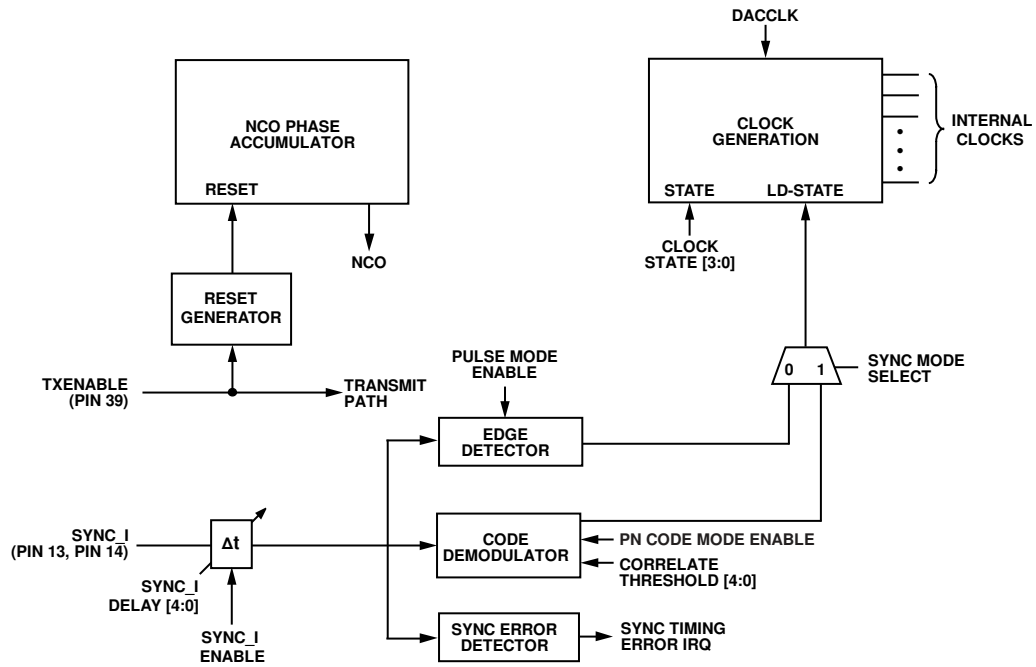 DACCLK
NCO PHASE
ACCUMULATOR
RESET
NCO
CLOCK
GENERATION
STATE
LD-STATE
INTERNAL
CLOCKS
CLOCK
STATE [3:0]
RESET
GENERATOR
TXENABLE
(PIN 39)
TRANSMIT
PATH
PULSE MODE
ENABLE
0 1
SYNC MODE
SELECT
EDGE
DETECTOR
SYNC_I
(PIN 13, PIN 14)
Δt
SYNC_I
DELAY [4:0]
SYNC_I
ENABLE
CODE
DEMODULATOR
PN CODE MODE ENABLE
CORRELATE
THRESHOLD [4:0]
SYNC ERROR
DETECTOR
SYNC TIMING
ERROR IRQ